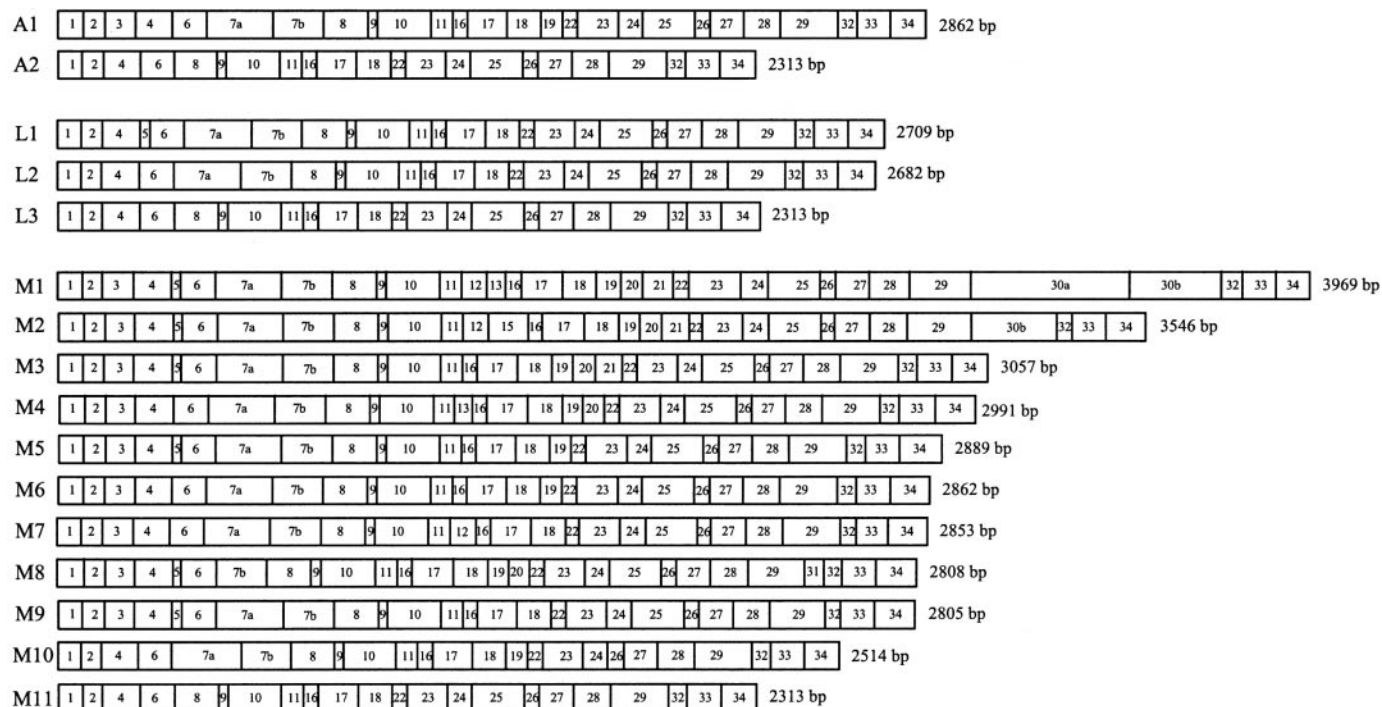 A1 1 2 3 4 6 7a 7b 8 9 10 11 16 17 18 19 22 23 24 25 26 27 28 29 32 33 34 2862 bp
A2 1 2 4 6 8 9 10 11 16 17 18 22 23 24 25 26 27 28 29 32 33 34 2313 bp
L1 1 2 4 5 6 7a 7b 8 9 10 11 16 17 18 22 23 24 25 26 27 28 29 32 33 34 2709 bp
L2 1 2 4 6 7a 7b 8 9 10 11 16 17 18 22 23 24 25 26 27 28 29 32 33 34 2682 bp
L3 1 2 4 6 8 9 10 11 16 17 18 22 23 24 25 26 27 28 29 32 33 34 2313 bp
M1 1 2 3 4 5 6 7a 7b 8 9 10 11 12 13 16 17 18 19 20 21 22 23 24 25 26 27 28 29 30a 30b 32 33 34 3969 bp
M2 1 2 3 4 5 6 7a 7b 8 9 10 11 12 15 16 17 18 19 20 21 22 23 24 25 26 27 28 29 30b 32 33 34 3546 bp
M3 1 2 3 4 5 6 7a 7b 8 9 10 11 16 17 18 19 20 21 22 23 24 25 26 27 28 29 32 33 34 3057 bp
M4 1 2 3 4 6 7a 7b 8 9 10 11 13 16 17 18 19 20 22 23 24 25 26 27 28 29 32 33 34 2991 bp
M5 1 2 3 4 5 6 7a 7b 8 9 10 11 16 17 18 19 22 23 24 25 26 27 28 29 32 33 34 2889 bp
M6 1 2 3 4 6 7a 7b 8 9 10 11 16 17 18 19 22 23 24 25 26 27 28 29 32 33 34 2862 bp
M7 1 2 3 4 6 7a 7b 8 9 10 11 12 16 17 18 22 23 24 25 26 27 28 29 32 33 34 2853 bp
M8 1 2 3 4 5 6 7b 8 9 10 11 16 17 18 19 20 22 23 24 25 26 27 28 29 31 32 33 34 2808 bp
M9 1 2 3 4 5 6 7a 7b 8 9 10 11 16 17 18 22 23 24 25 26 27 28 29 32 33 34 2805 bp
M10 1 2 4 6 7a 7b 8 9 10 11 16 17 18 19 22 23 24 26 27 28 29 32 33 34 2514 bp
M11 1 2 4 6 8 9 10 11 16 17 18 22 23 24 25 26 27 28 29 32 33 34 2313 bp